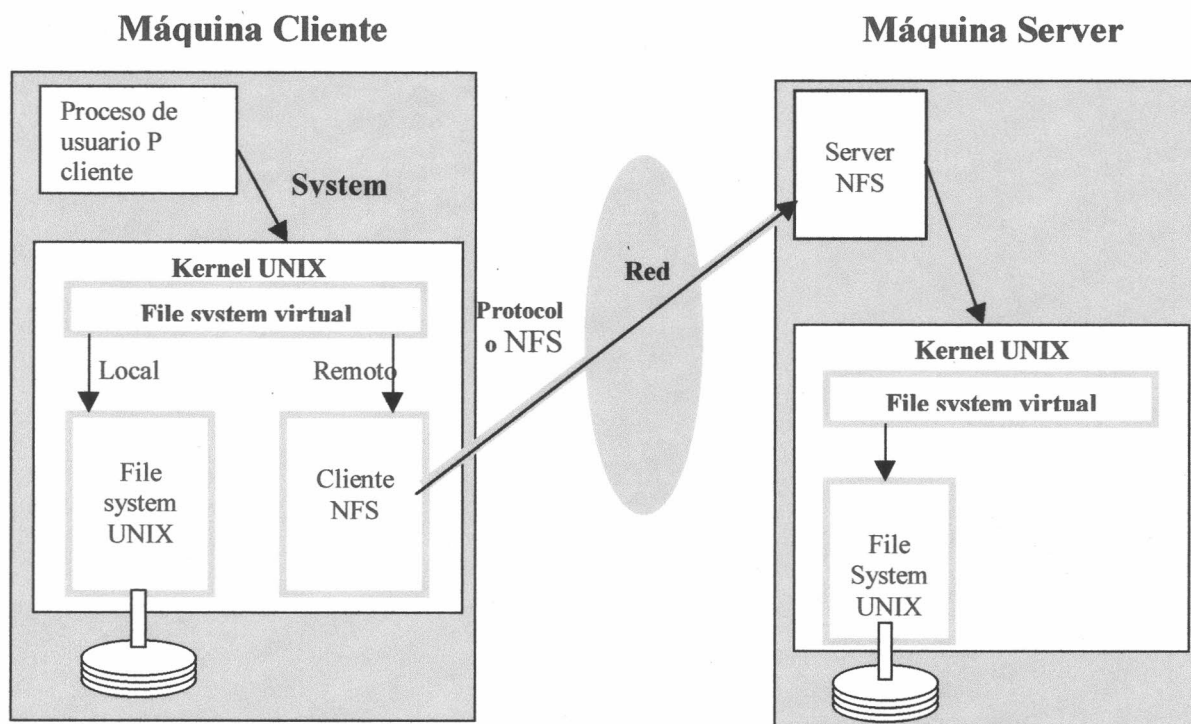 Máquina Cliente
Máquina Server
Proceso de
usuario P
cliente
System
Kernel UNIX
File system virtual
Local
Remoto
File
system
UNIX
Cliente
NFS
Protocol
o NFS
Red
Server
NFS
Kernel UNIX
File system virtual
File
System
UNIX